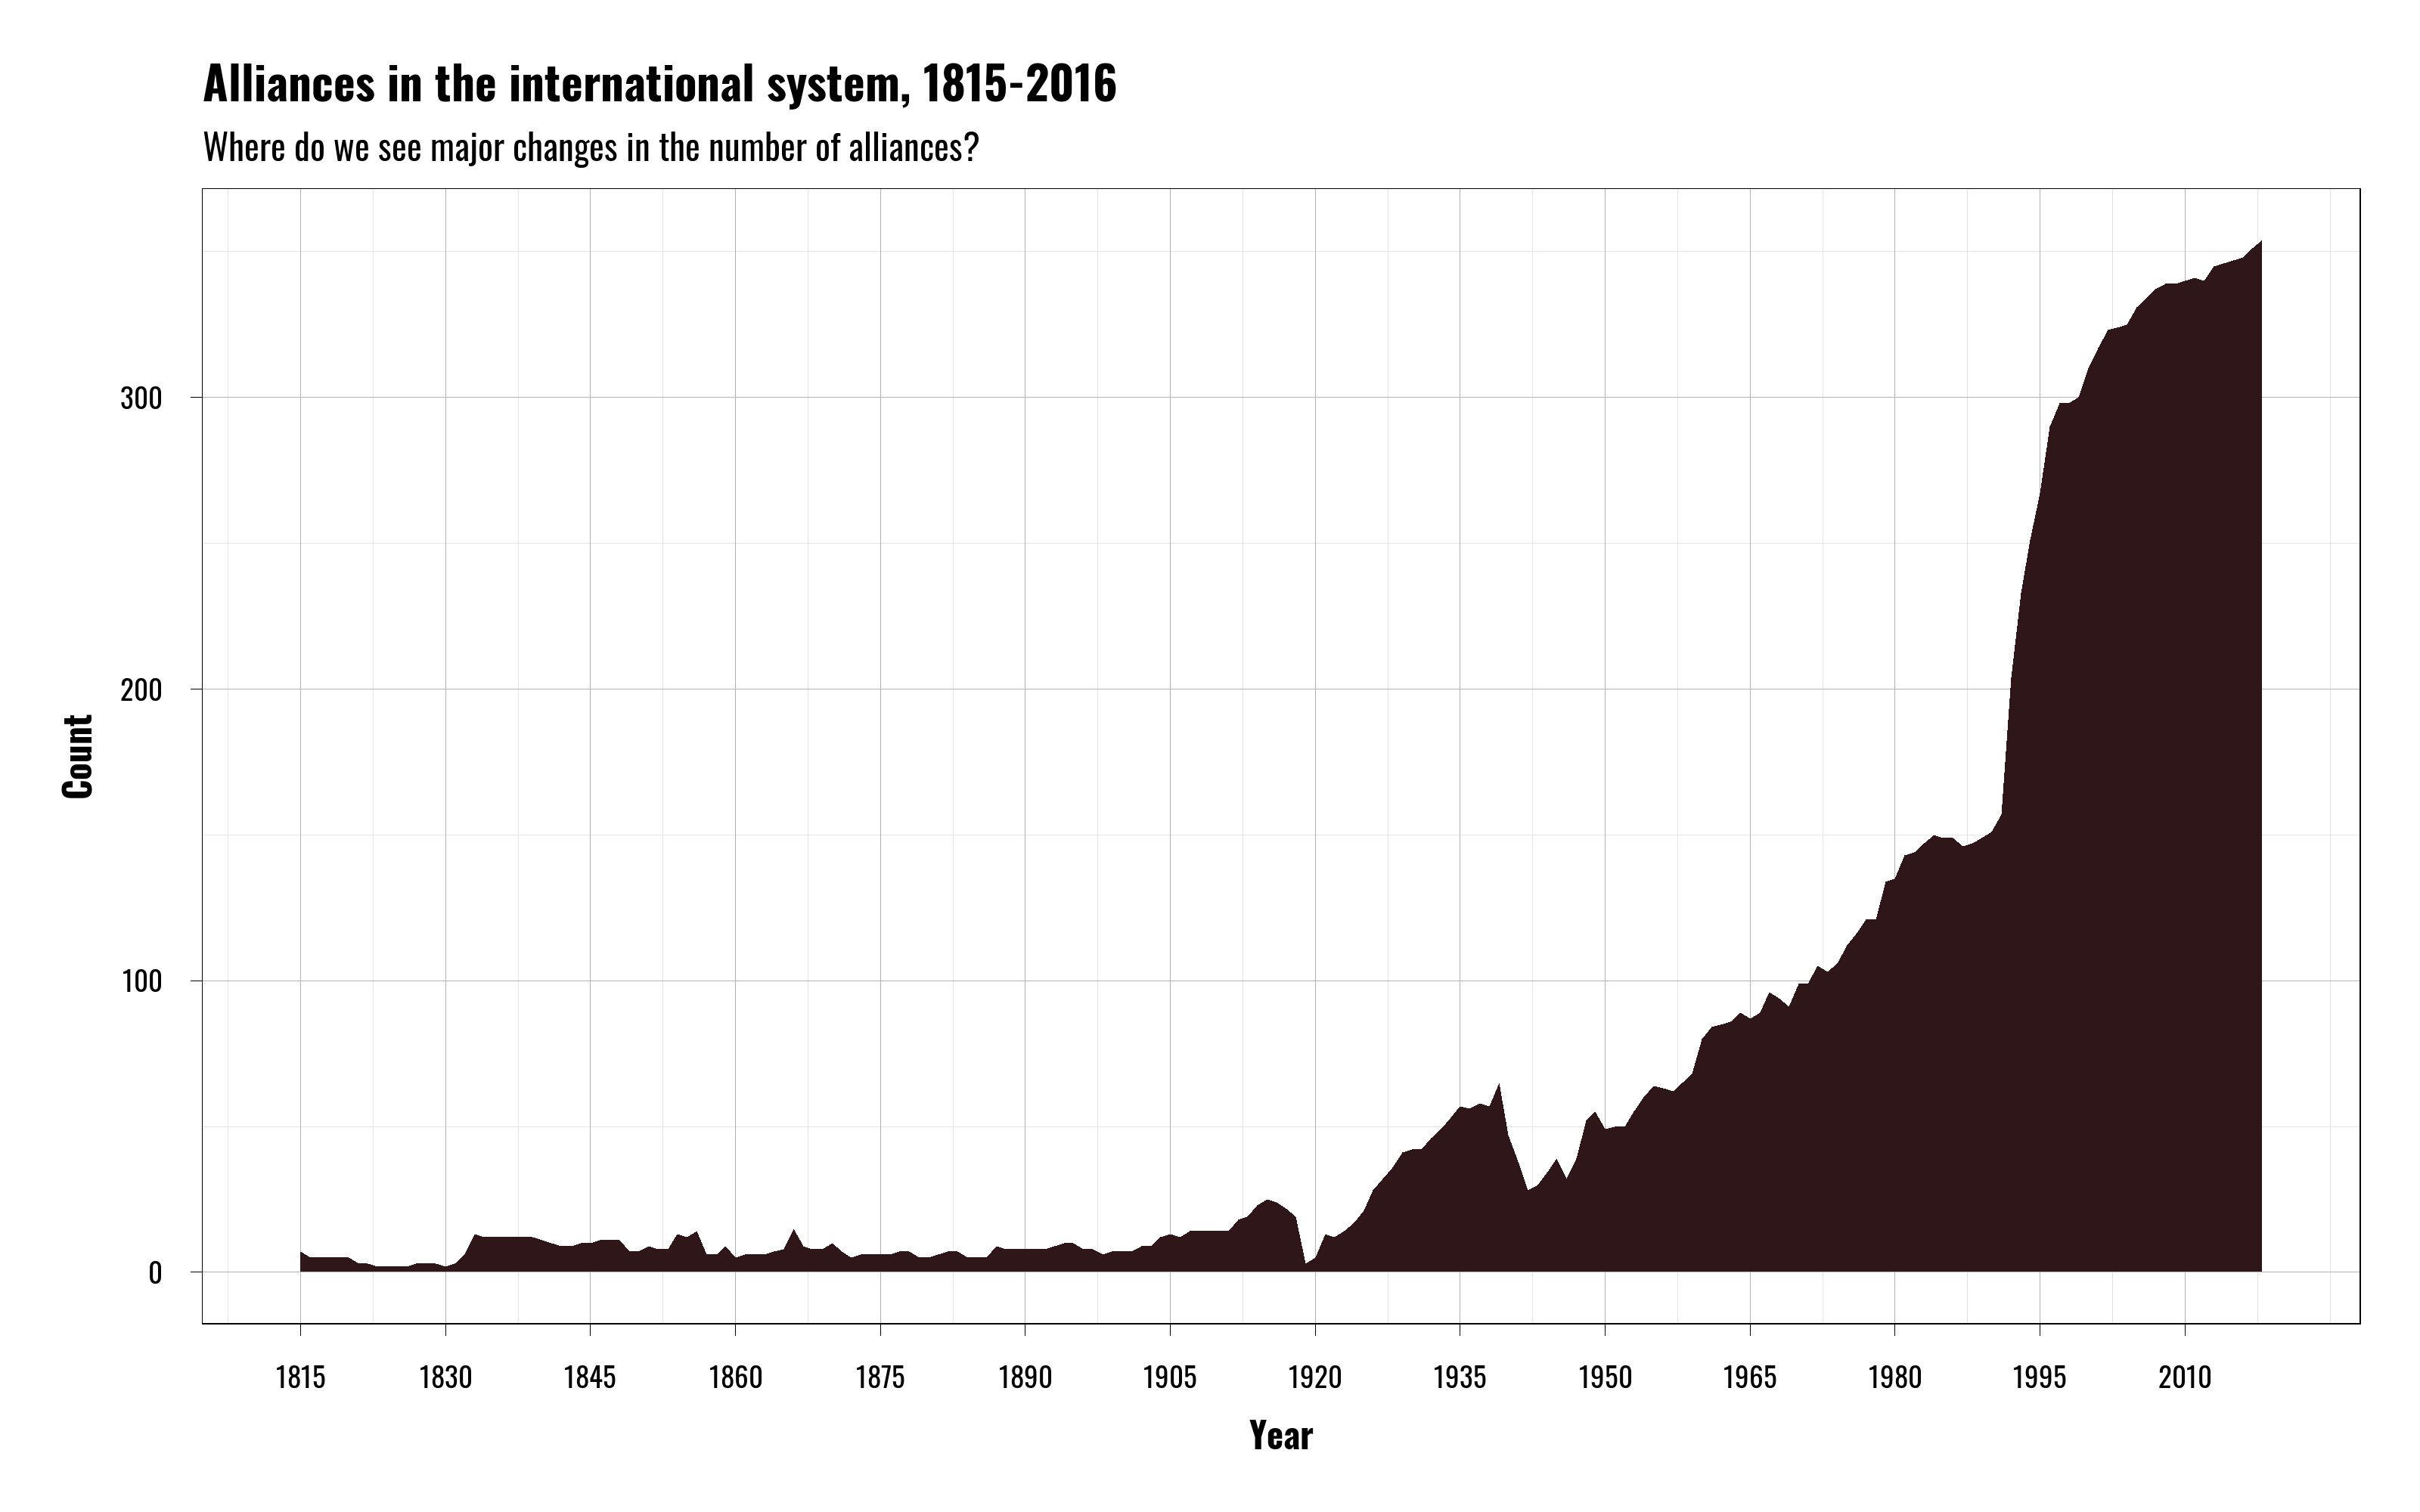 Alliances in the international system, 1815-2016
Where do we see major changes in the number of alliances?
300
200
100
0
Count
1815 1830 1845 1860 1875 1890 1905 1920 1935 1950 1965 1980 1995 2010
Year